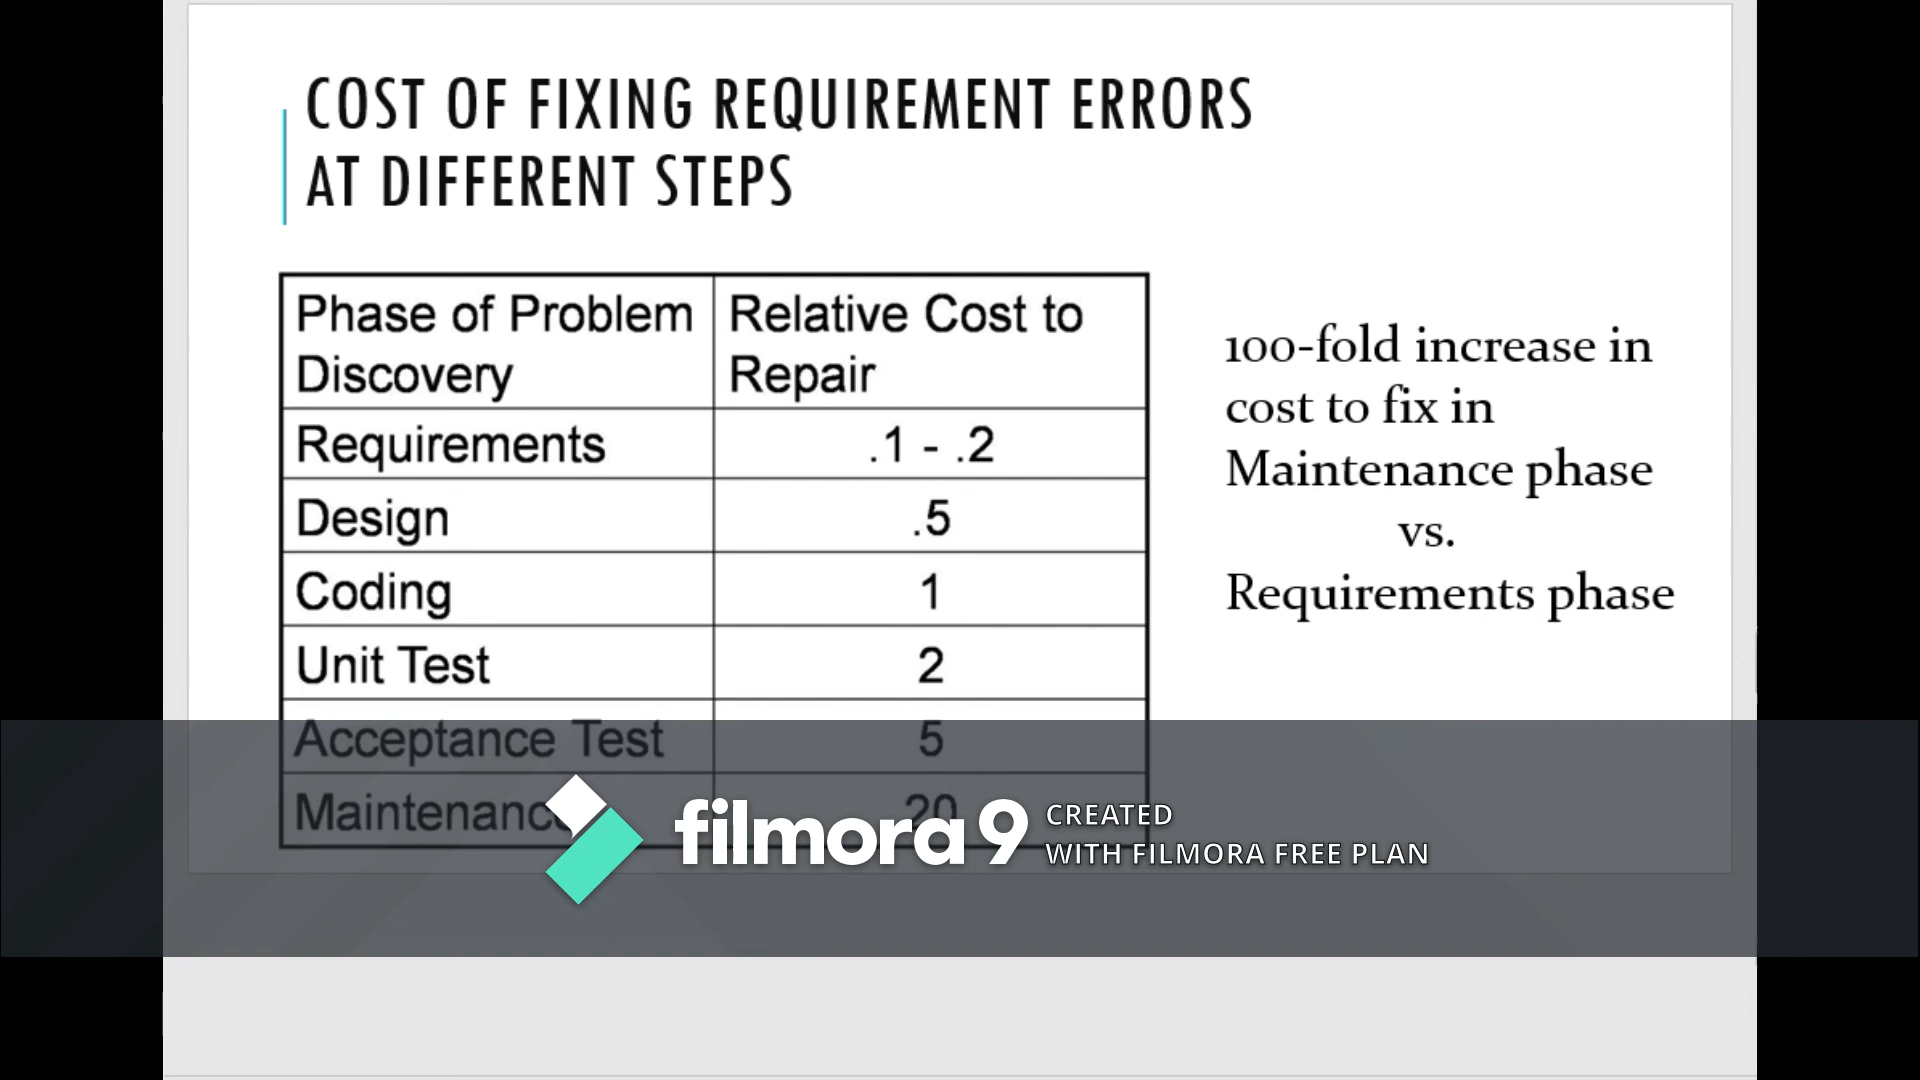 COST OF FIXING REQUIREMENT ERRORS
AT DIFFERENT STEPS
Phase of Problem Discovery Relative Cost to Repair
Requirements .1 - .2
Design .5
Coding 1
Unit Test 2
Acceptance Test 5
Maintenance 20
100-fold increase in
cost to fix in
Maintenance phase
vs.
Requirements phase
filmora9 CREATED
WITH FILMORA FREE PLAN